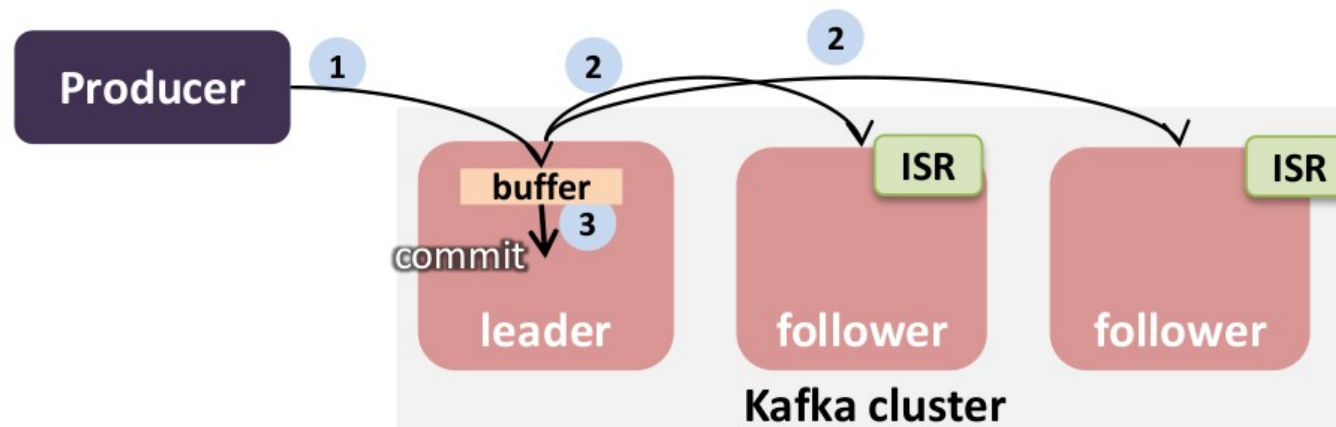 Producer
1
2
2
ISR
ISR
buffer
3
commit
leader
follower
follower
Kafka cluster